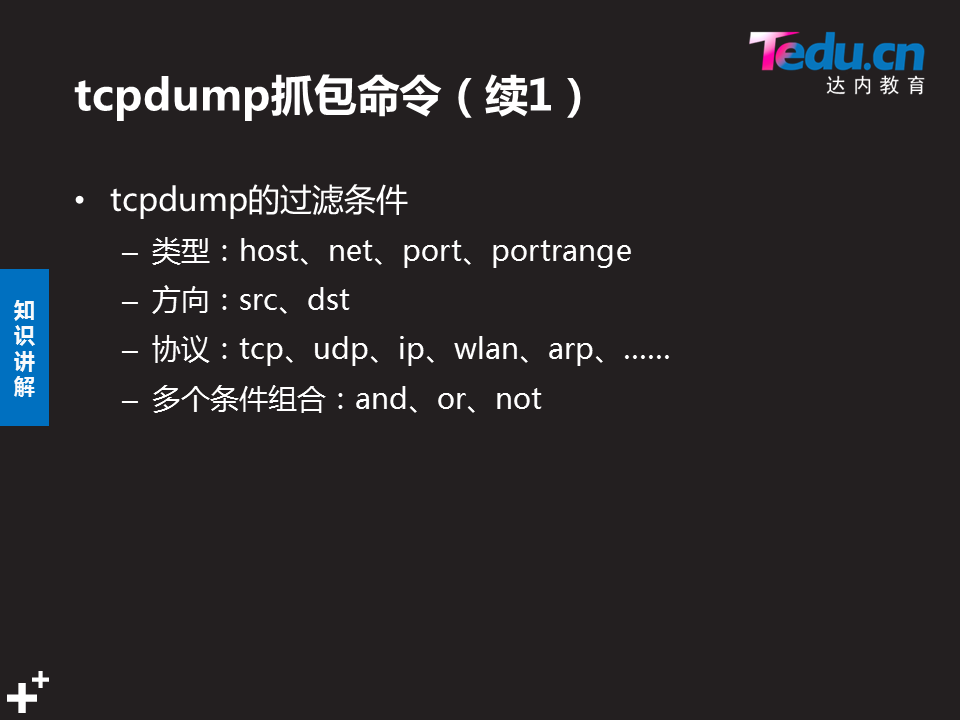 Tedu.cn
达内教育
tcpdump抓包命令（续1）
• tcpdump的过滤条件
– 类型：host、net、port、portrange
– 方向：src、dst
– 协议：tcp、udp、ip、wlan、arp、……
– 多个条件组合：and、or、not
知
识
讲
解